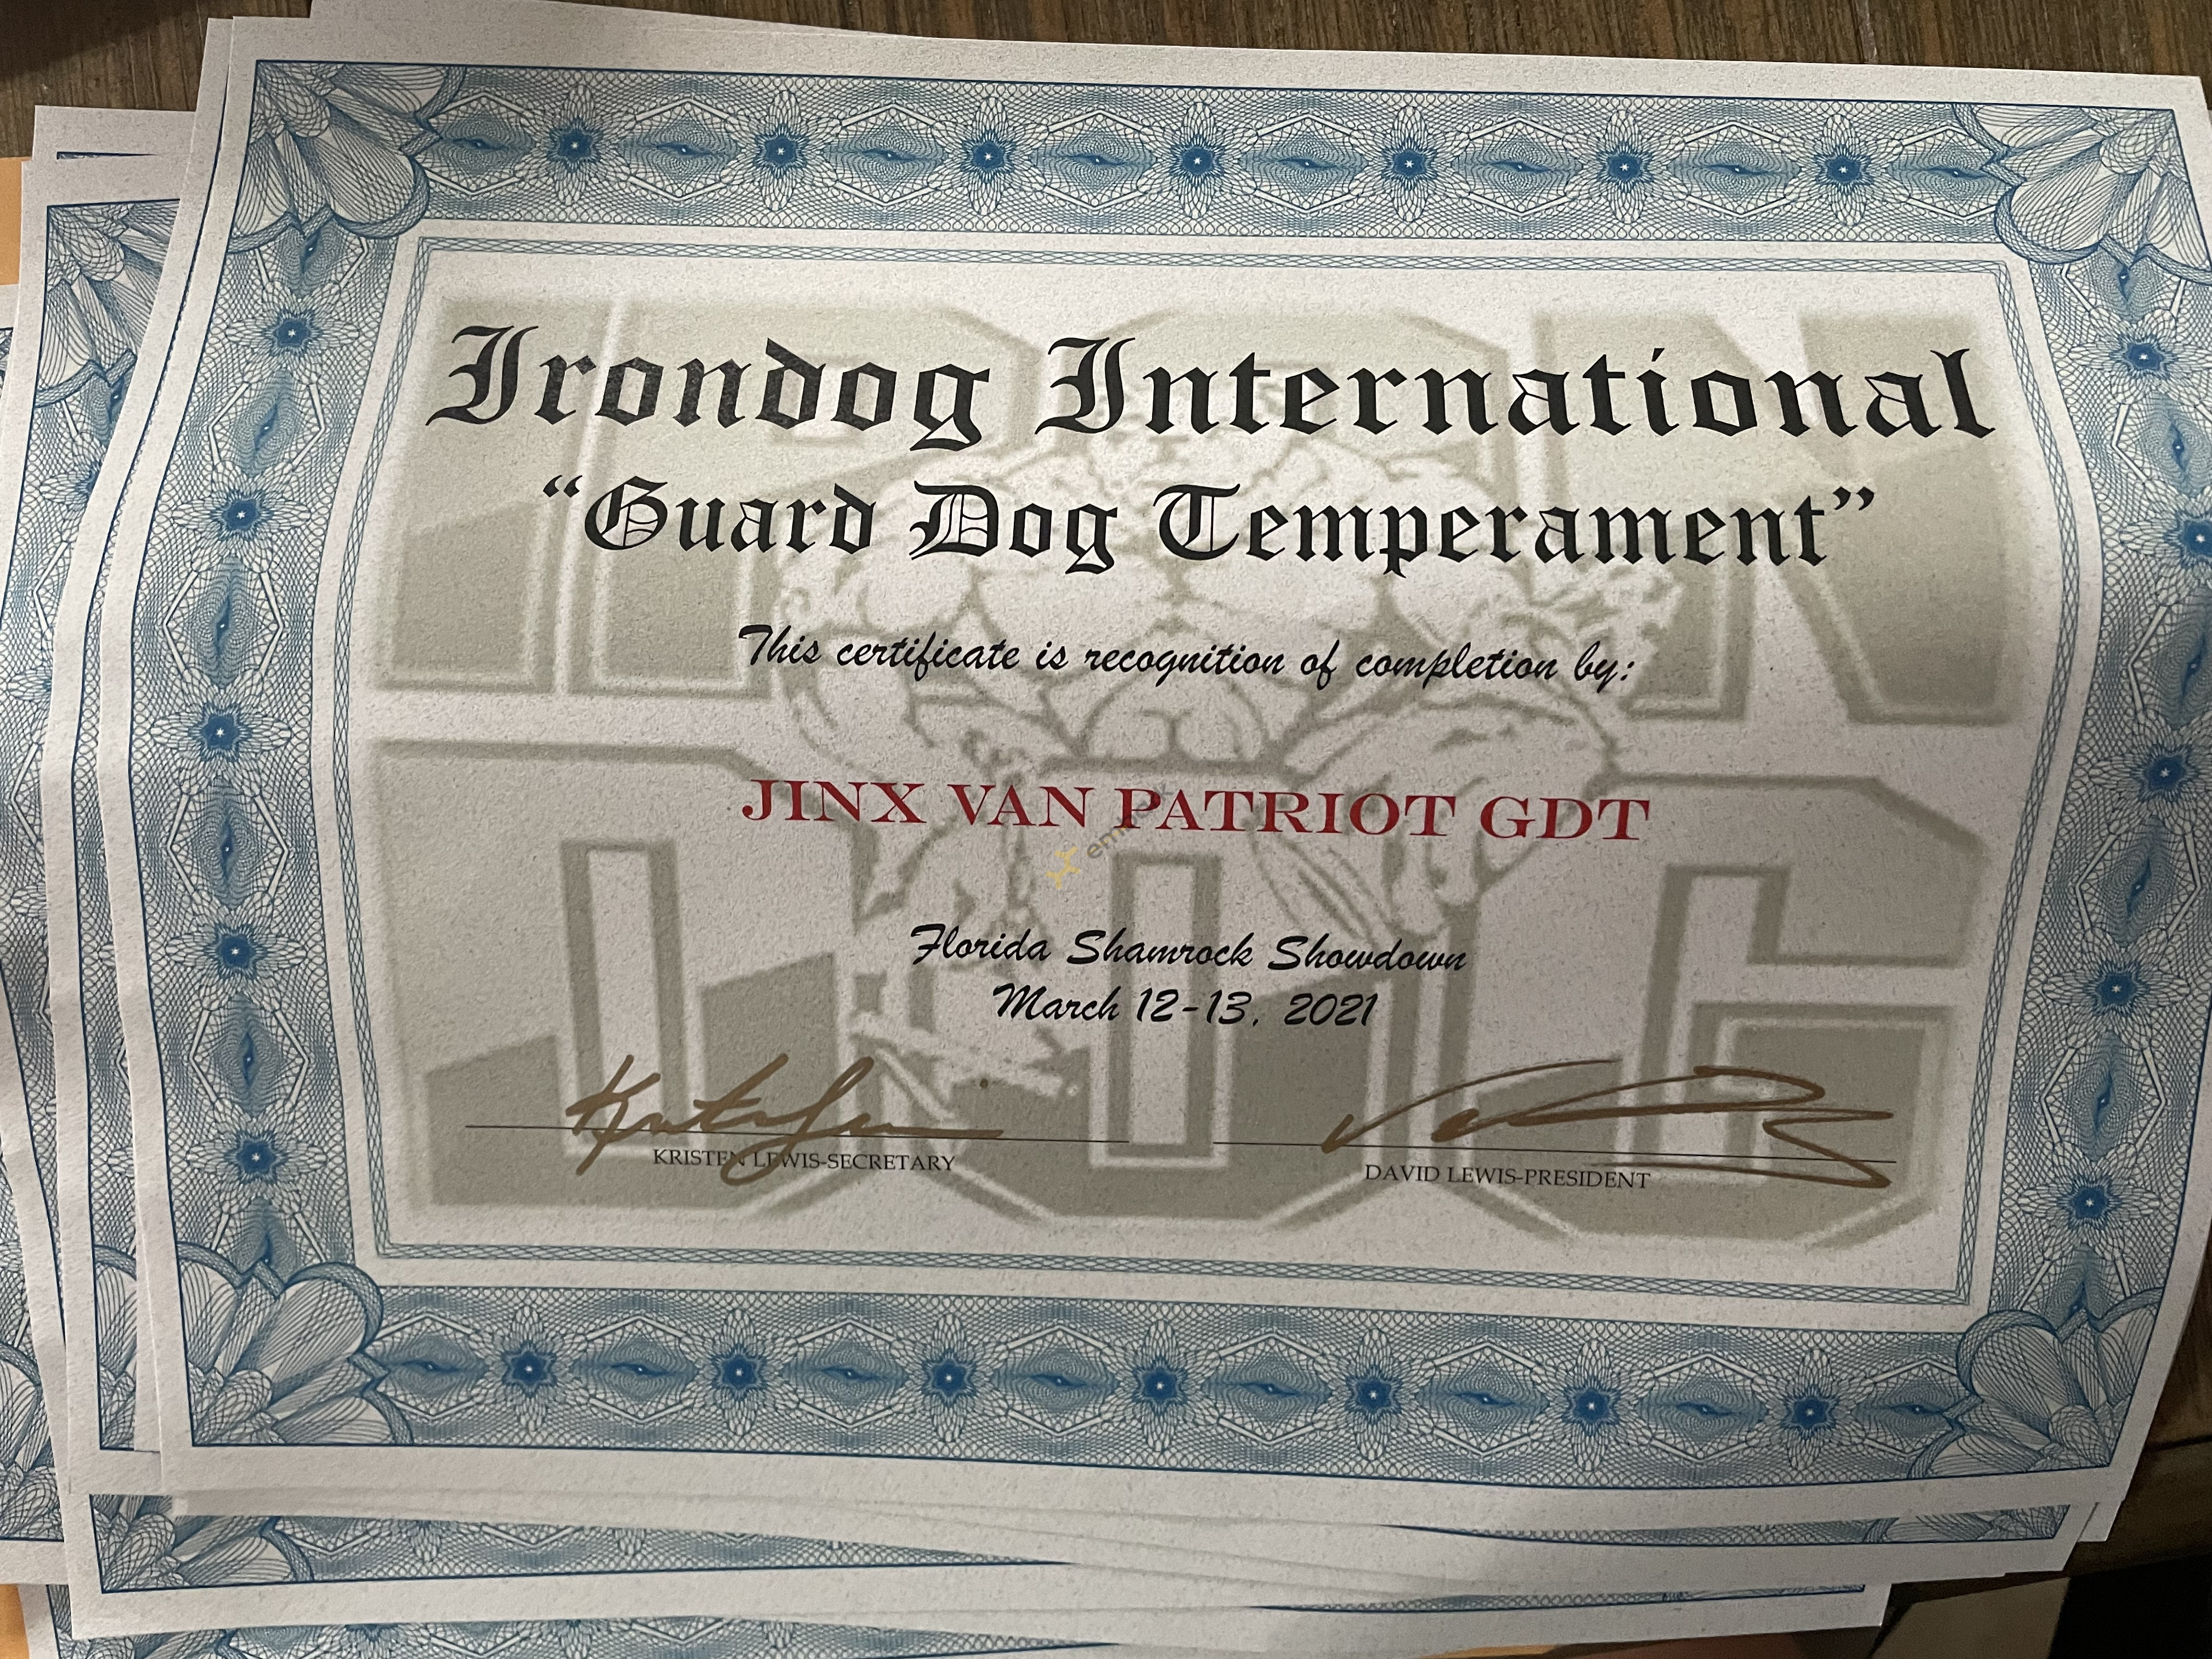 Irondog International
“Guard Dog Temperament”
This certificate is recognition of completion by:
JINX VAN PATRIOT GDT
Florida Shamrock Showdown
March 12-13, 2021
KRISTEN LEWIS-SECRETARY
DAVID LEWIS-PRESIDENT